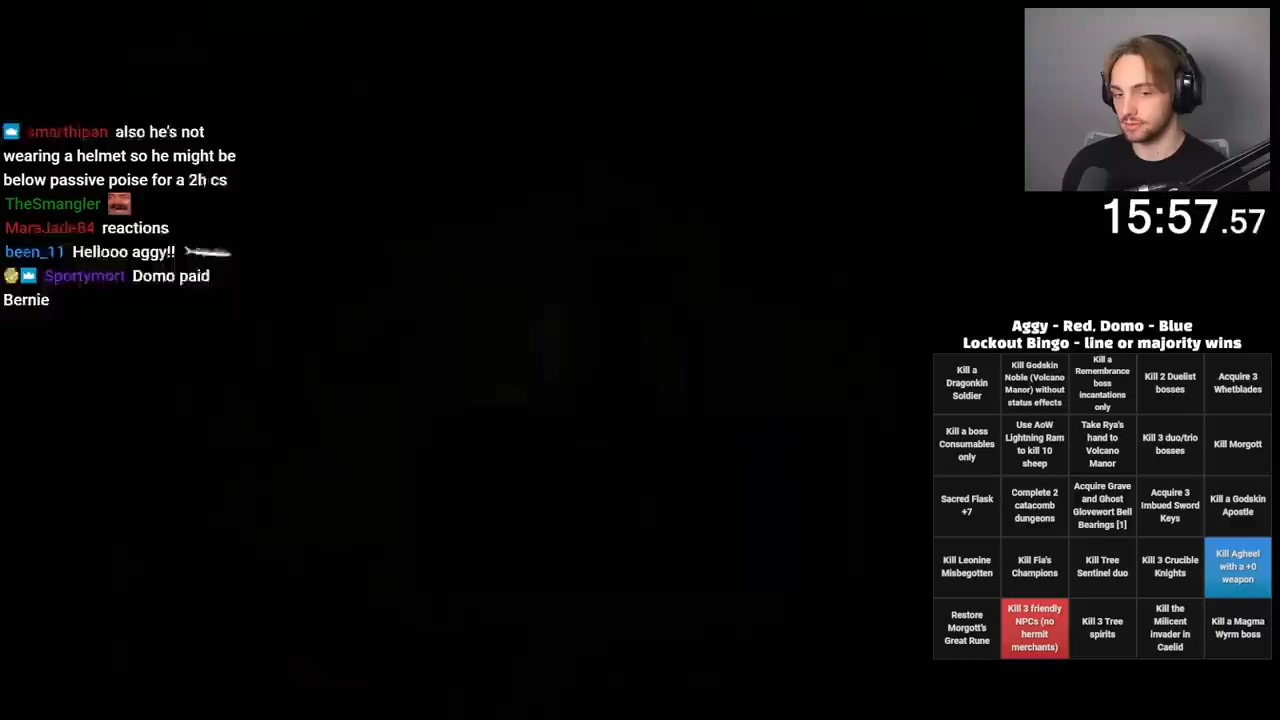 smarthipan also he's not
wearing a helmet so he might be
below passive poise for a 2h cs
TheSmangler
MaraJade64 reactions
been_11 Hellooo aggy!!
Sportymort Domo paid
Bernie
15:57.57
Aggy - Red, Domo - Blue
Lockout Bingo - line or majority wins
Kill a
Dragonkin
Soldier
Kill Godskin
Noble (Volcano
Manor) without
status effects
Kill a
Remembrance
boss
incantations
only
Kill 2 Duelist
bosses
Acquire 3
Whetblades
Kill a boss
Consumables
only
Use AoW
Lightning Ram
to kill 10
sheep
Take Rya's
hand to
Volcano
Manor
Kill 3 duo/trio
bosses
Kill Morgott
Sacred Flask
+7
Complete 2
catacomb
dungeons
Acquire Grave
and Ghost
Glovewort Bell
Bearings [1]
Acquire 3
Imbued Sword
Keys
Kill a Godskin
Apostle
Kill Leonine
Misbegotten
Kill Fia's
Champions
Kill Tree
Sentinel duo
Kill 3 Crucible
Knights
Kill Agheel
with a +0
weapon
Restore
Morgott's
Great Rune
Kill 3 friendly
NPCs (no
hermit
merchants)
Kill 3 Tree
spirits
Kill the
Milicent
invader in
Caelid
Kill a Magma
Wyrm boss